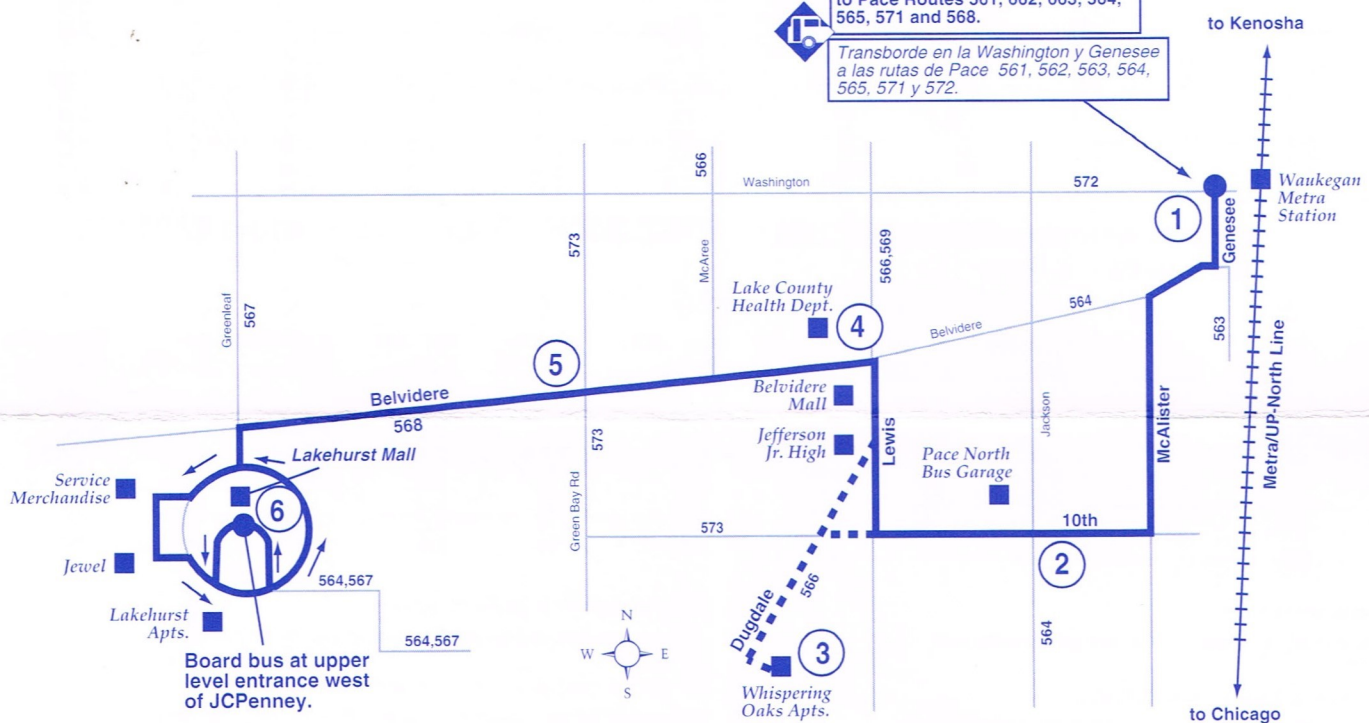 565, 571 and 568.
Transborde en la Washington y Genesee
a las rutas de Pace 561, 562, 563, 564,
565, 571 y 572.
to Kenosha
566
Washington
572
Waukegan
Metra
Station
1
Genesee
573
McAree
566,569
Lake County
Health Dept.
4
Greenleaf
567
Belvidere
564
563
5
Belvidere
568
Belvidere
Mall
Jefferson
Jr. High
Lewis
Jackson
McAlister
Metra/UP-North Line
573
Lakehurst Mall
Service
Merchandise
6
Pace North
Bus Garage
Green Bay Rd
573
10th
2
Jewel
564,567
Dugdale
566
Lakehurst
Apts.
564,567
N
W
E
S
3
Whispering
Oaks Apts.
564
Board bus at upper
level entrance west
of JCPenney.
to Chicago